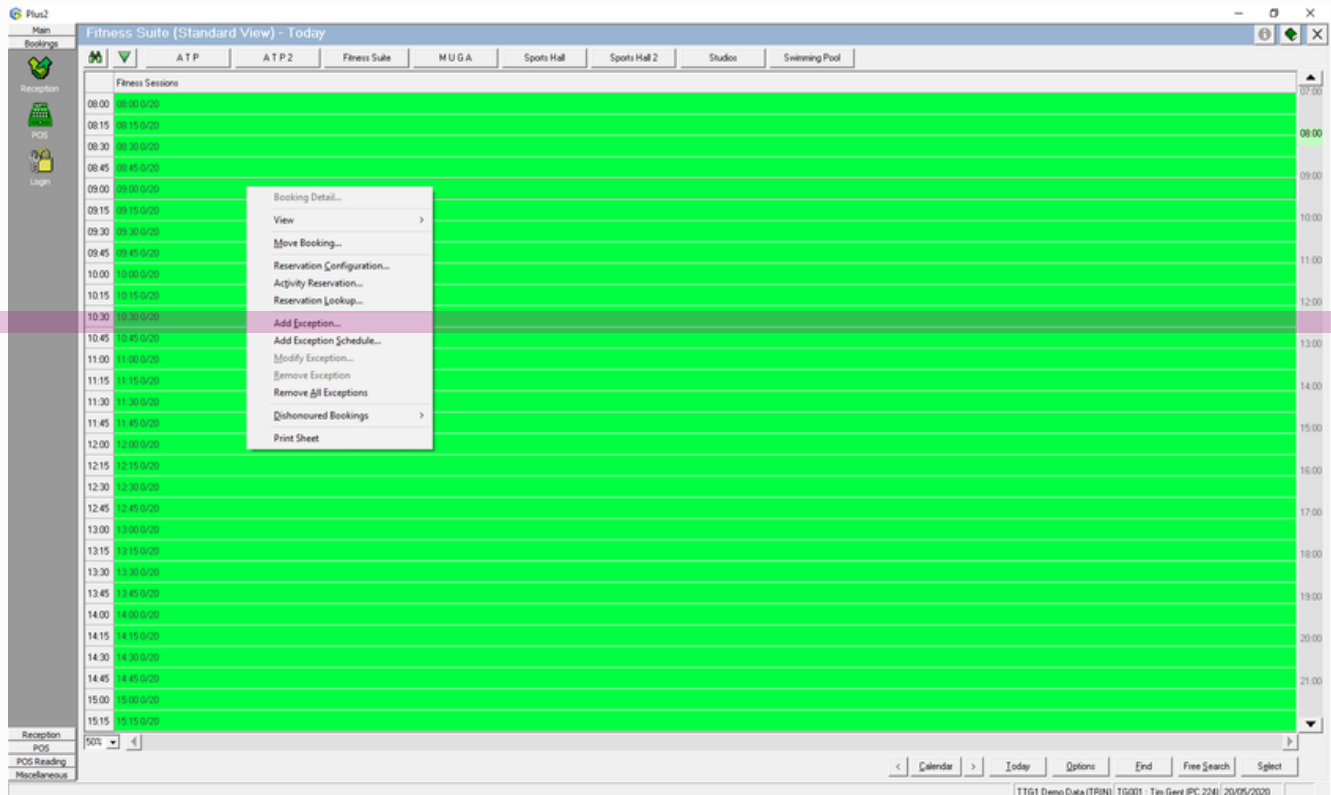 Plus2
Main
Bookings
Reception
POS
Login
Fitness Suite (Standard View) - Today
ATP ATP2 Fitness Suite MUGA Sports Hall Sports Hall 2 Studios Swimming Pool
Fitness Sessions
08:00 08:00 0/20
08:15 08:15 0/20
08:30 08:30 0/20
08:45 08:45 0/20
09:00 09:00 0/20
09:15 09:15 0/20
09:30 09:30 0/20
09:45 09:45 0/20
10:00 10:00 0/20
10:15 10:15 0/20
10:30 10:30 0/20
10:45 10:45 0/20
11:00 11:00 0/20
11:15 11:15 0/20
11:30 11:30 0/20
11:45 11:45 0/20
12:00 12:00 0/20
12:15 12:15 0/20
12:30 12:30 0/20
12:45 12:45 0/20
13:00 13:00 0/20
13:15 13:15 0/20
13:30 13:30 0/20
13:45 13:45 0/20
14:00 14:00 0/20
14:15 14:15 0/20
14:30 14:30 0/20
14:45 14:45 0/20
15:00 15:00 0/20
15:15 15:15 0/20
Booking Detail...
View
Move Booking...
Reservation Configuration...
Activity Reservation...
Reservation Lookup...
Add Exception...
Add Exception Schedule...
Modify Exception...
Remove Exception
Remove All Exceptions
Dishonoured Bookings
Print Sheet
07:00
08:00
09:00
10:00
11:00
12:00
13:00
14:00
15:00
16:00
17:00
18:00
19:00
20:00
21:00
Reception
POS
POS Reading
Miscellaneous
50%
< Calendar > Today Options Find Free Search Select
TTG1 Demo Data (TRIN) TG001 : Tim Gent (PC 224) 20/05/2020